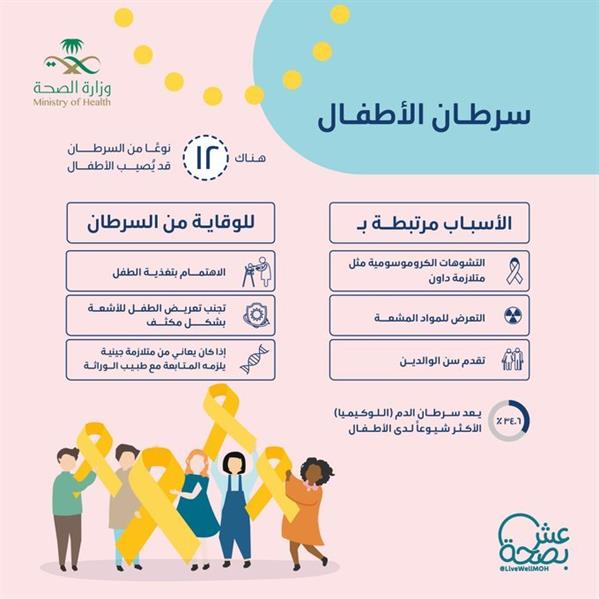 وزارة الصحة
Ministry of Health
سرطان الأطفال
هناك ١٢ نوعًا من السرطان
قد يُصيب الأطفال
الأسباب مرتبطة بـ
التشوهات الكروموسومية مثل
متلازمة داون
التعرض للمواد المشعة
تقدم سن الوالدين
٣٤.٦٪
يعد سرطان الدم (اللوكيميا)
الأكثر شيوعاً لدى الأطفال
للوقاية من السرطان
الاهتمام بتغذية الطفل
تجنب تعريض الطفل للأشعة
بشكل مكثف
إذا كان يعاني من متلازمة جينية
يلزمه المتابعة مع طبيب الوراثة
عش
بصحة
@LiveWellMOH